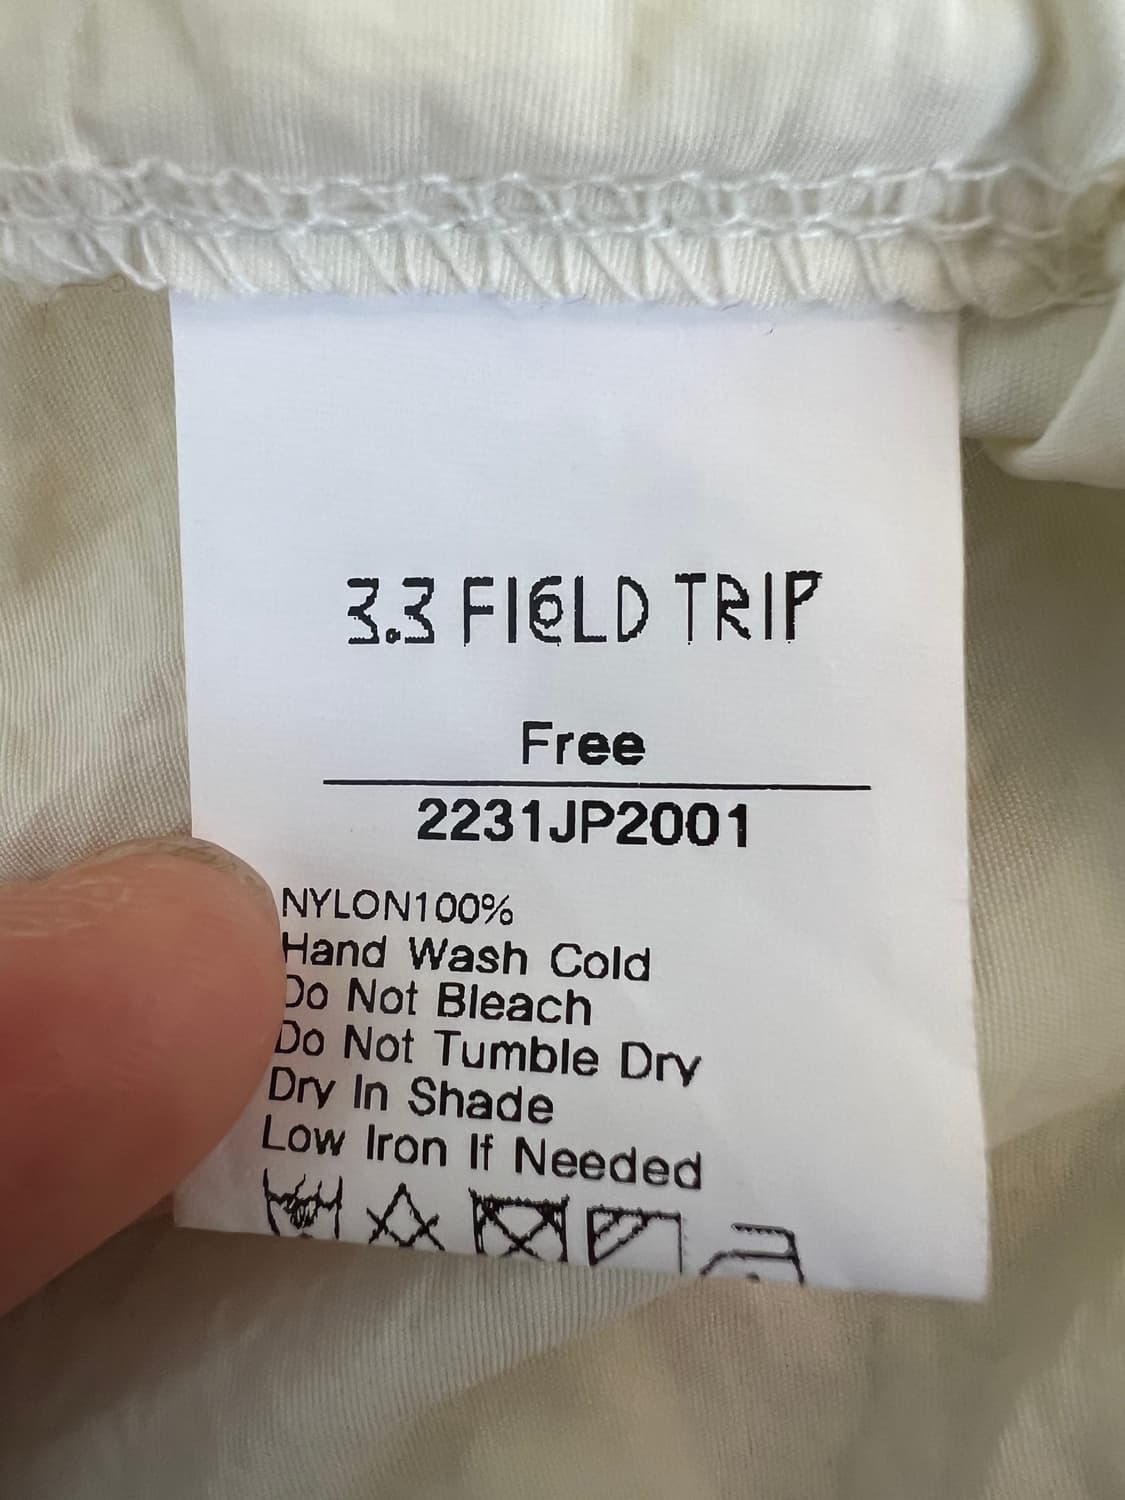 3.3 FIELD TRIP
Free
2231JP2001
NYLON100%
Hand Wash Cold
Do Not Bleach
Do Not Tumble Dry
Dry In Shade
Low Iron If Needed